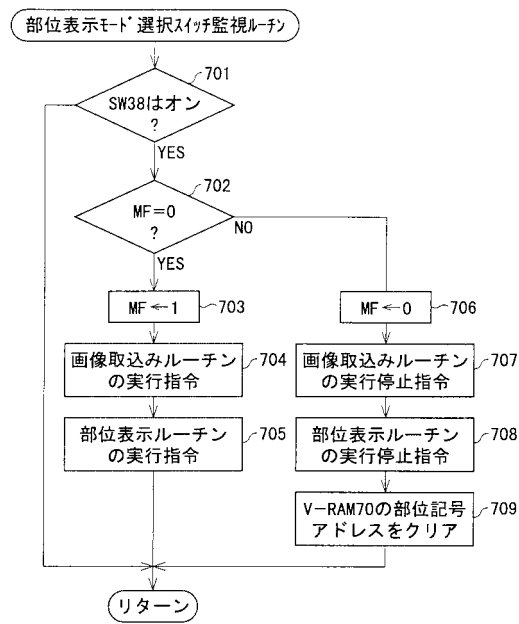 部位表示ﾓｰﾄﾞ選択ｽｲｯﾁ監視ﾙｰﾁﾝ
701
SW38はオン
?
YES
702
MF=0
?
NO
YES
MF←1
703
MF←0
706
画像取込みルーチン
の実行指令
704
画像取込みルーチン
の実行停止指令
707
部位表示ルーチン
の実行指令
705
部位表示ルーチン
の実行停止指令
708
V-RAM70の部位記号
アドレスをクリア
709
リターン